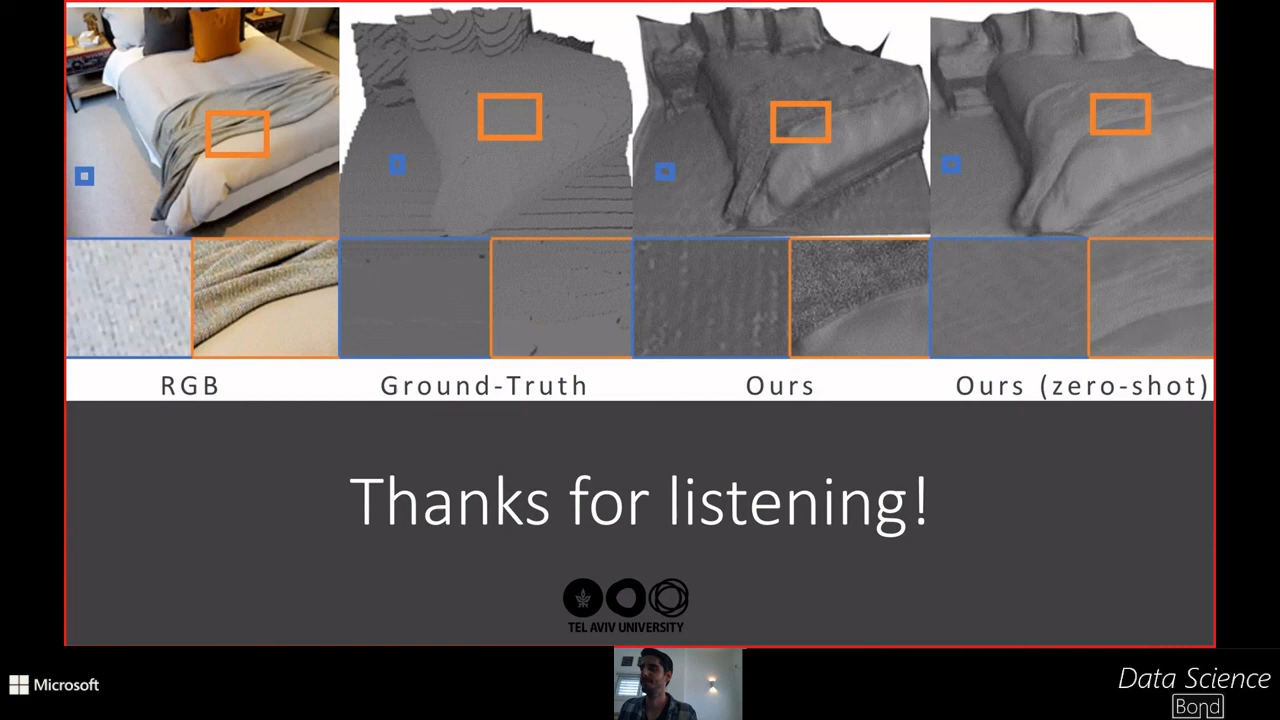 RGB
Ground-Truth
Ours
Ours (zero-shot)
Thanks for listening!
TEL AVIV UNIVERSITY
Microsoft
Data Science
Bond